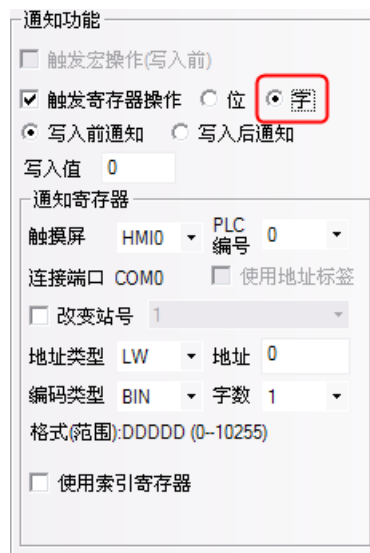 通知功能
触发宏操作(写入前)
触发寄存器操作 位 字
写入前通知 写入后通知
写入值 0
通知寄存器
触摸屏 HMI0 PLC编号 0
连接端口 COM0 使用地址标签
改变站号 1
地址类型 LW 地址 0
编码类型 BIN 字数 1
格式(范围):DDDDD (0--10255)
使用索引寄存器